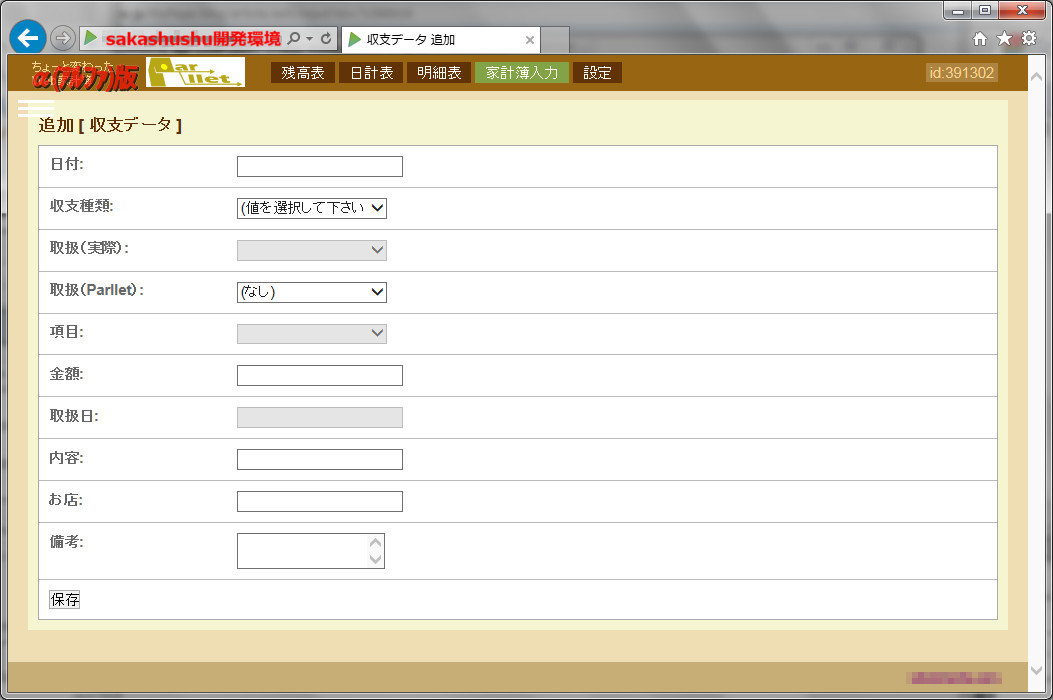 sakashushu開発環境
収支データ 追加
ちょーと変わった
α(アルファ)版
Par
llet.
残高表
日計表
明細表
家計簿入力
設定
id:391302
追加 [ 収支データ ]
日付:
収支種類:
(値を選択して下さい
取扱(実際):
取扱(Parllet):
(なし)
項目:
金額:
取扱日:
内容:
お店:
備考:
保存